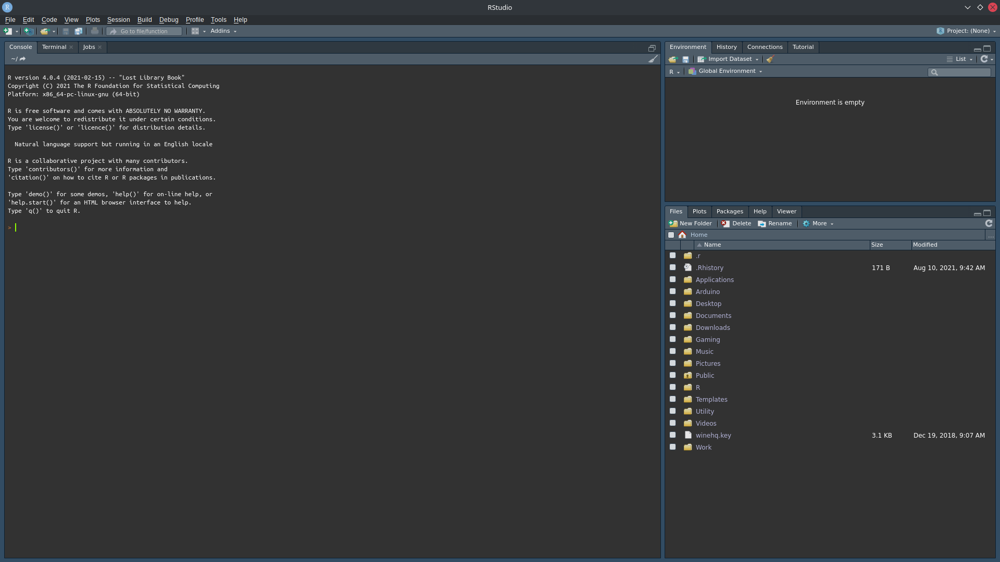 RStudio
File Edit Code View Plots Session Build Debug Profile Tools Help
Go to file/function Addins Project: (None)
Console Terminal Jobs
~/
R version 4.0.4 (2021-02-15) -- "Lost Library Book"
Copyright (C) 2021 The R Foundation for Statistical Computing
Platform: x86_64-pc-linux-gnu (64-bit)
R is free software and comes with ABSOLUTELY NO WARRANTY.
You are welcome to redistribute it under certain conditions.
Type 'license()' or 'licence()' for distribution details.
Natural language support but running in an English locale
R is a collaborative project with many contributors.
Type 'contributors()' for more information and
'citation()' on how to cite R or R packages in publications.
Type 'demo()' for some demos, 'help()' for on-line help, or
'help.start()' for an HTML browser interface to help.
Type 'q()' to quit R.
>
Environment History Connections Tutorial
Import Dataset List
R Global Environment
Environment is empty
Files Plots Packages Help Viewer
New Folder Delete Rename More
Home ...
Name Size Modified
.r
.Rhistory 171 B Aug 10, 2021, 9:42 AM
Applications
Arduino
Desktop
Documents
Downloads
Gaming
Music
Pictures
Public
R
Templates
Utility
Videos
winehq.key 3.1 KB Dec 19, 2018, 9:07 AM
Work